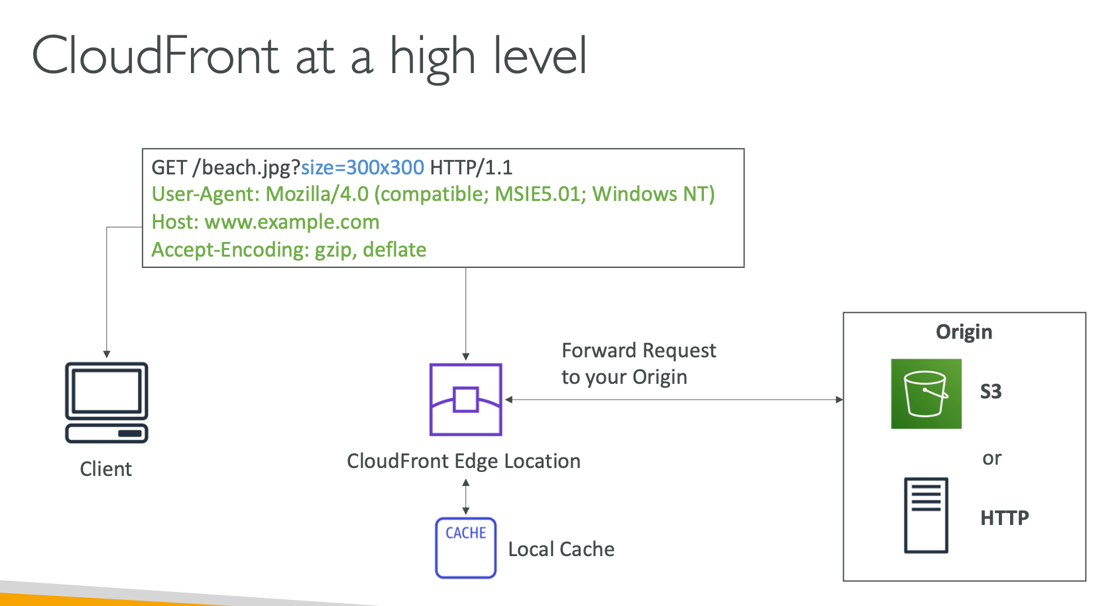 CloudFront at a high level
GET /beach.jpg?size=300x300 HTTP/1.1
User-Agent: Mozilla/4.0 (compatible; MSIE5.01; Windows NT)
Host: www.example.com
Accept-Encoding: gzip, deflate
Client
CloudFront Edge Location
CACHE
Local Cache
Forward Request
to your Origin
Origin
S3
or
HTTP